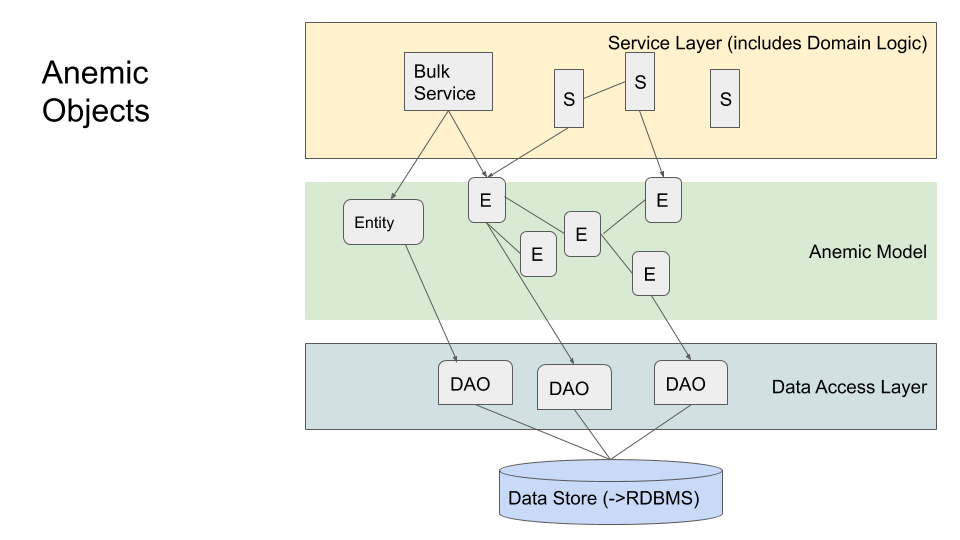 Anemic
Objects
Service Layer (includes Domain Logic)
Bulk
Service
S
S
S
E
E
Entity
E
E
E
Anemic Model
DAO
DAO
DAO
Data Access Layer
Data Store (->RDBMS)